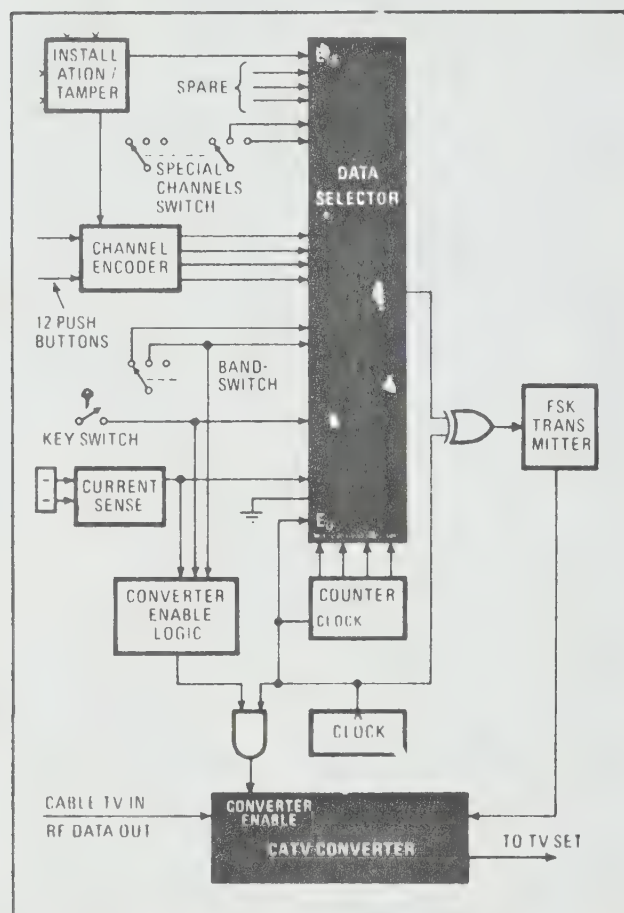 INSTALL
ATION /
TAMPER
SPARE
SPECIAL
CHANNELS
SWITCH
DATA
SELECTOR
CHANNEL
ENCODER
12 PUSH
BUTTONS
BAND-
SWITCH
KEY SWITCH
CURRENT
SENSE
FSK
TRANS
MITTER
CONVERTER
ENABLE
LOGIC
COUNTER
CLOCK
CLOCK
CABLE TV IN
RF DATA OUT
CONVERTER
ENABLE
CATV CONVERTER
TO TV SET